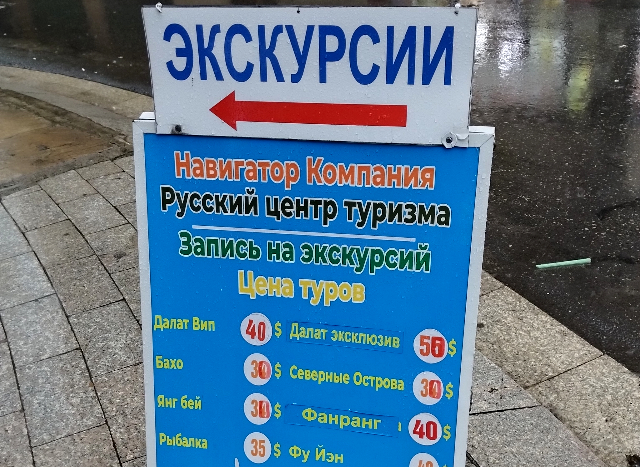 ЭКСКУРСИИ
Навигатор Компания
Русский центр туризма
Запись на экскурсий
Цена туров
Далат Вип 40 $ Далат эксклюзив 50 $
Бахо 30 $ Северные Острова 30 $
Янг бей 30 $ Фанранг 40 $
Рыбалка 35 $ Фу Йэн